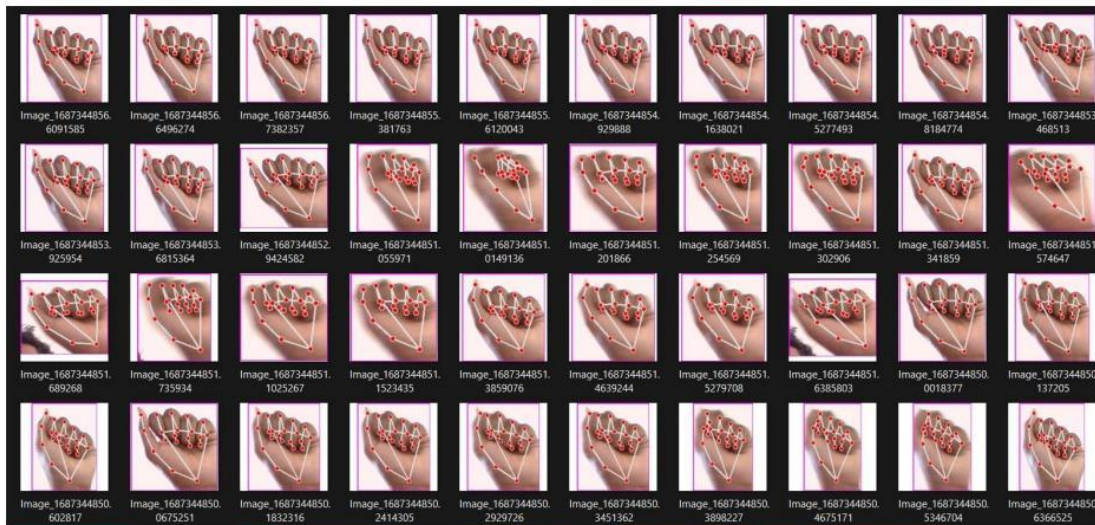 Image_1687344856.
6091585
Image_1687344856.
6496274
Image_1687344856.
7382357
Image_1687344855.
381763
Image_1687344855.
6120043
Image_1687344854.
929888
Image_1687344854.
1638021
Image_1687344854.
5277493
Image_1687344854.
8184774
Image_1687344853
468513
Image_1687344853.
925954
Image_1687344853.
6815364
Image_1687344852.
9424582
Image_1687344851.
055971
Image_1687344851.
0149136
Image_1687344851.
201866
Image_1687344851.
254569
Image_1687344851.
302906
Image_1687344851.
341859
Image_1687344851
574647
Image_1687344851.
689268
Image_1687344851.
735934
Image_1687344851.
1025267
Image_1687344851.
1523435
Image_1687344851.
3859076
Image_1687344851.
4639244
Image_1687344851.
5279708
Image_1687344851.
6385803
Image_1687344850.
0018377
Image_1687344850
137205
Image_1687344850.
602817
Image_1687344850.
0675251
Image_1687344850.
1832316
Image_1687344850.
2414305
Image_1687344850.
2929726
Image_1687344850.
3451362
Image_1687344850.
3898227
Image_1687344850.
4675171
Image_1687344850.
5346704
Image_1687344850
6366525